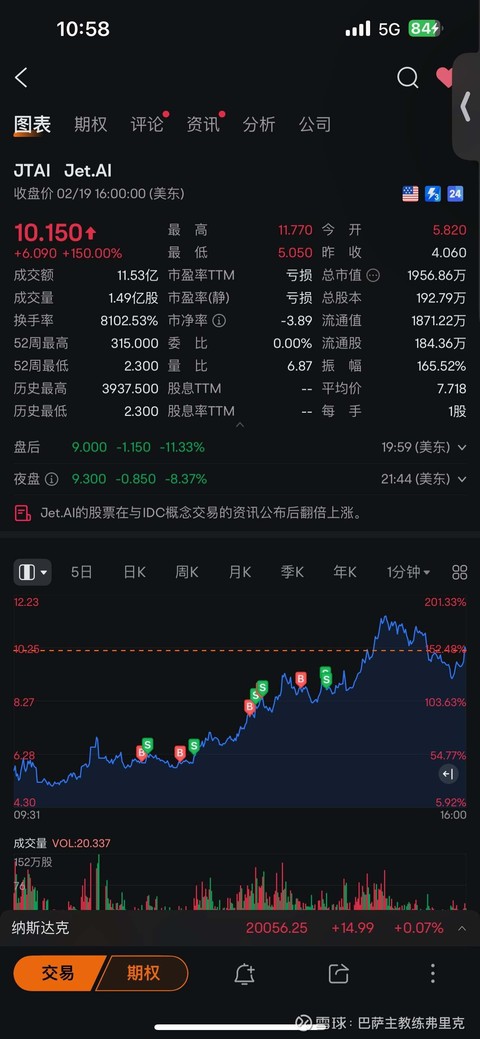 10:58 5G 84
图表 期权 评论 资讯 分析 公司
JTAI Jet.AI
收盘价 02/19 16:00:00 (美东) 24
10.150 最高 11.770 今开 5.820
+6.090 +150.00% 最低 5.050 昨收 4.060
成交额 11.53亿 市盈率TTM 亏损 总市值 1956.86万
成交量 1.49亿股 市盈率(静) 亏损 总股本 192.79万
换手率 8102.53% 市净率 -3.89 流通值 1871.22万
52周最高 315.000 委比 0.00% 流通股 184.36万
52周最低 2.300 量比 6.87 振幅 165.52%
历史最高 3937.500 股息TTM -- 平均价 7.718
历史最低 2.300 股息率TTM -- 每手 1股
盘后 9.000 -1.150 -11.33% 19:59 (美东)
夜盘 9.300 -0.850 -8.37% 21:44 (美东)
Jet.AI的股票在与IDC概念交易的资讯公布后翻倍上涨。
5日 日K 周K 月K 季K 年K 1分钟
12.23 201.33%
10.25 152.48%
8.27 103.63%
6.28 54.77%
4.30 5.92%
B S B S B S S B S S
09:31 16:00
成交量 VOL:20.337
152万股
76
纳斯达克 20056.25 +14.99 +0.07%
交易 期权
雪球：巴萨主教练弗里克